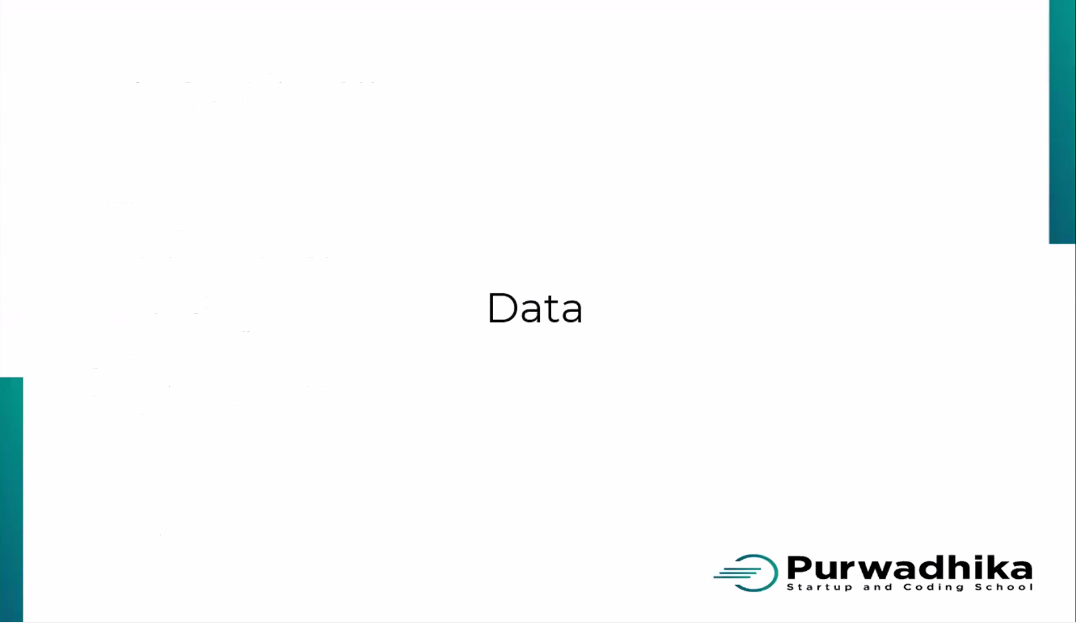 Data
Purwadhika
Startup and Coding School